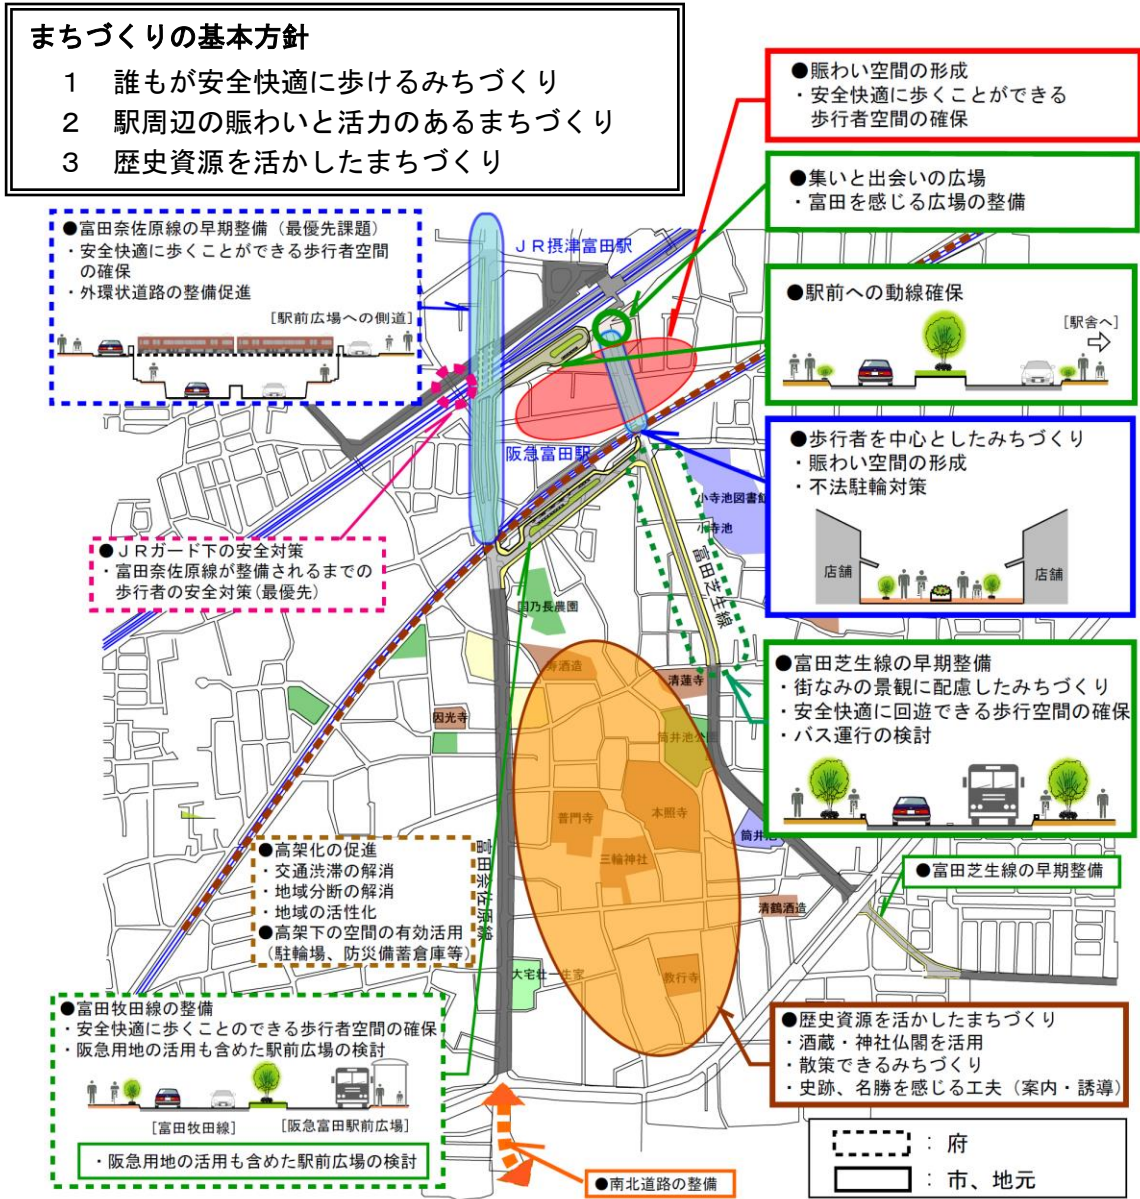 まちづくりの基本方針
1 誰もが安全快適に歩けるみちづくり
2 駅周辺の賑わいと活力のあるまちづくり
3 歴史資源を活かしたまちづくり
●賑わい空間の形成
・安全快適に歩くことができる
歩行者空間の確保
●集いと出会いの広場
・富田を感じる広場の整備
●富田奈佐原線の早期整備（最優先課題）
・安全快適に歩くことができる歩行者空間
の確保
・外環状道路の整備促進
[駅前広場への側道]
JR摂津富田駅
●駅前への動線確保
[駅舎へ]
阪急富田駅
●歩行者を中心としたみちづくり
・賑わい空間の形成
・不法駐輪対策
店舗
店舗
小寺池図書館
小寺池
富田芝生線
●JRガード下の安全対策
・富田奈佐原線が整備されるまでの
歩行者の安全対策(最優先)
国乃長農園
寿酒造
清蓮寺
因光寺
筒井池公園
●富田芝生線の早期整備
・街なみの景観に配慮したみちづくり
・安全快適に回遊できる歩行空間の確保
・バス運行の検討
普門寺
本照寺
三輪神社
筒井池
●高架化の促進
・交通渋滞の解消
・地域分断の解消
・地域の活性化
●高架下の空間の有効活用
（駐輪場、防災備蓄倉庫等）
富田奈佐原線
●富田芝生線の早期整備
清鶴酒造
大宅壮一生家
教行寺
●富田牧田線の整備
・安全快適に歩くことのできる歩行者空間の確保
・阪急用地の活用も含めた駅前広場の検討
[富田牧田線]
[阪急富田駅前広場]
・阪急用地の活用も含めた駅前広場の検討
●歴史資源を活かしたまちづくり
・酒蔵・神社仏閣を活用
・散策できるみちづくり
・史跡、名勝を感じる工夫（案内・誘導）
●南北道路の整備
：府
：市、地元